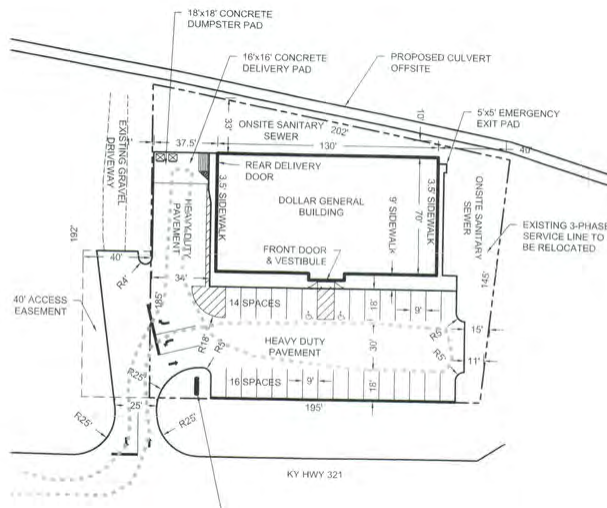 18'x18' CONCRETE
DUMPSTER PAD
16'x16' CONCRETE
DELIVERY PAD
PROPOSED CULVERT
OFFSITE
5'x5' EMERGENCY
EXIT PAD
EXISTING GRAVEL
DRIVEWAY
33'
ONSITE SANITARY
SEWER
202'
10'
40'
37.5'
130'
REAR DELIVERY
DOOR
3.5' SIDEWALK
DOLLAR GENERAL
BUILDING
70'
9' SIDEWALK
3.5' SIDEWALK
ONSITE SANITARY
SEWER
EXISTING 3-PHASE
SERVICE LINE TO
BE RELOCATED
HEAVY DUTY
PAVEMENT
FRONT DOOR
& VESTIBULE
192'
40'
R4'
34'
145'
40' ACCESS
EASEMENT
185'
14 SPACES
18'
9'
R18'
R5'
HEAVY DUTY
PAVEMENT
30'
R5'
R5'
15'
11'
R25'
16 SPACES
9'
18'
25'
195'
R25'
R25'
KY HWY 321